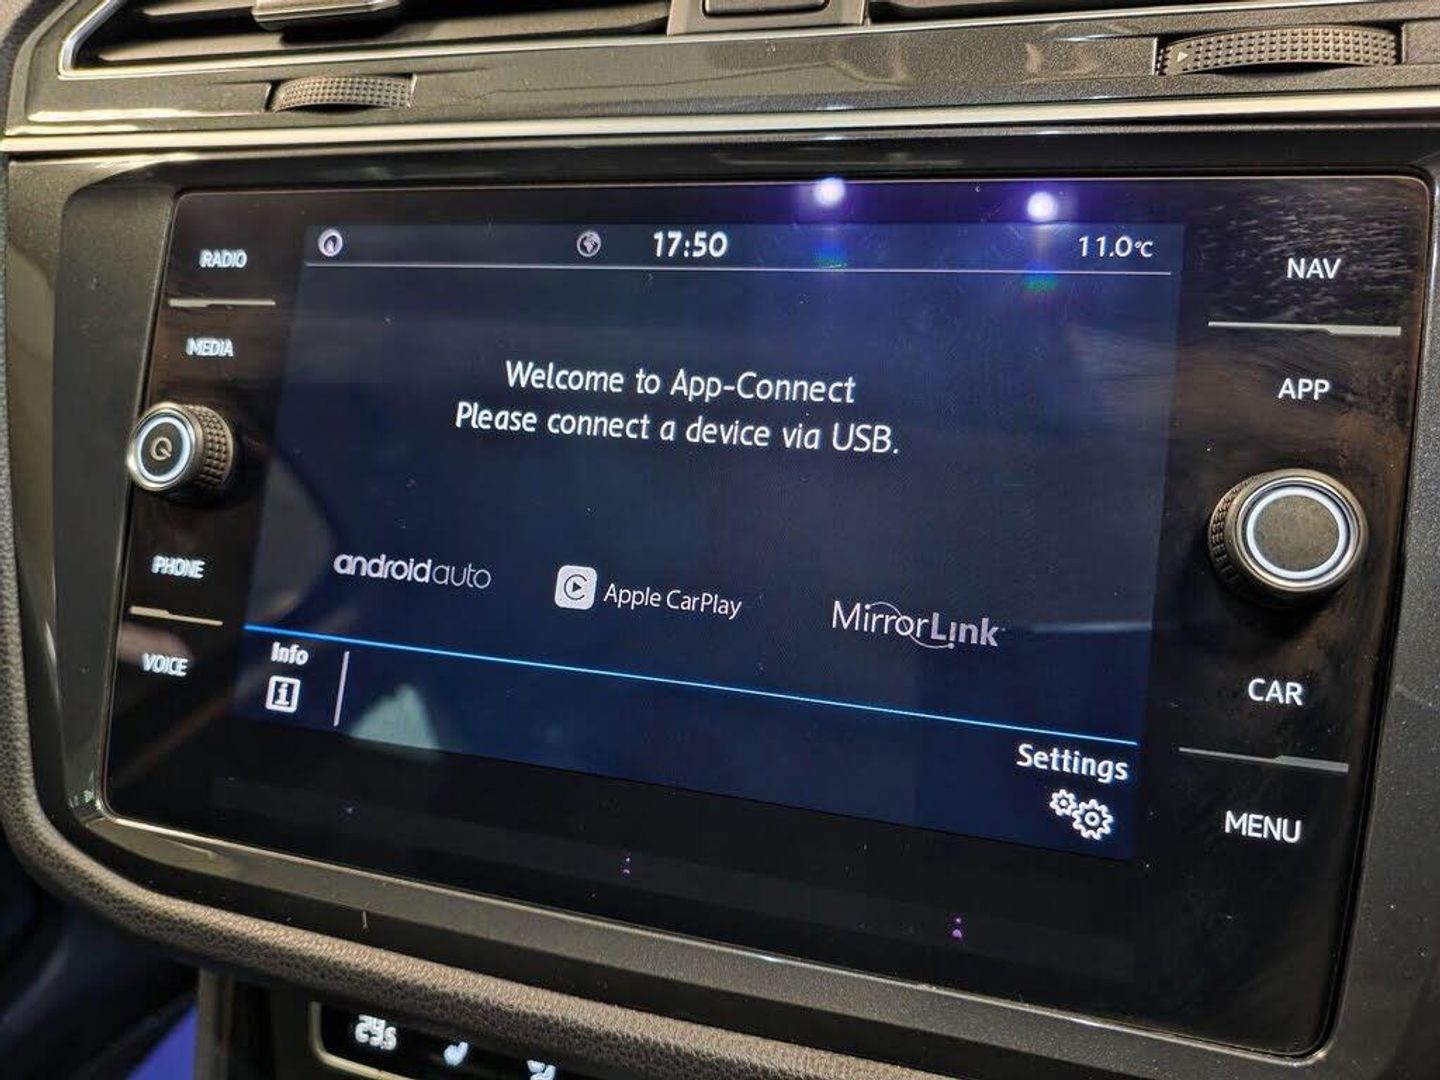 17:50
11.0°C
RADIO
MEDIA
PHONE
VOICE
Welcome to App-Connect
Please connect a device via USB.
androidauto
Apple CarPlay
MirrorLink
Info
Settings
NAV
APP
CAR
MENU